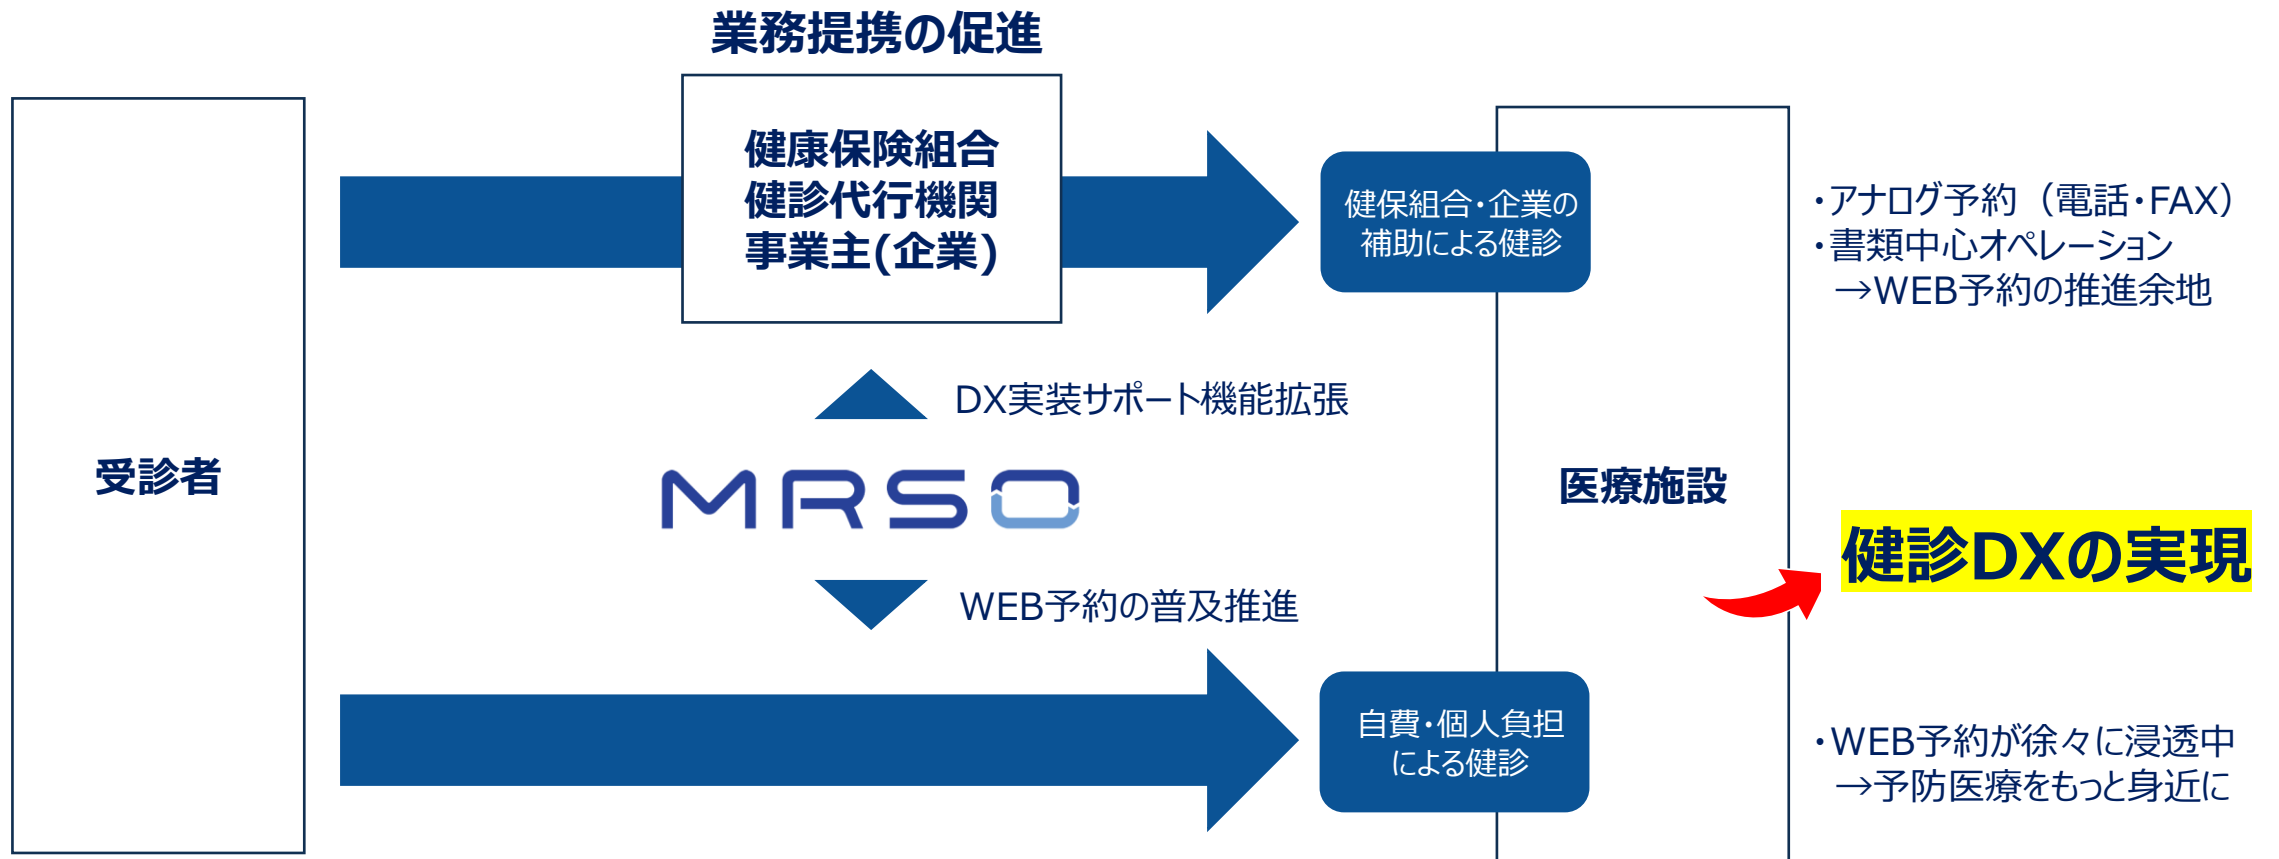 業務提携の促進
健康保険組合
健診代行機関
事業主(企業)
健保組合・企業の
補助による健診
・アナログ予約（電話・FAX）
・書類中心オペレーション
→WEB予約の推進余地
DX実装サポート機能拡張
受診者
MRSO
医療施設
健診DXの実現
WEB予約の普及推進
自費・個人負担
による健診
・WEB予約が徐々に浸透中
→予防医療をもっと身近に